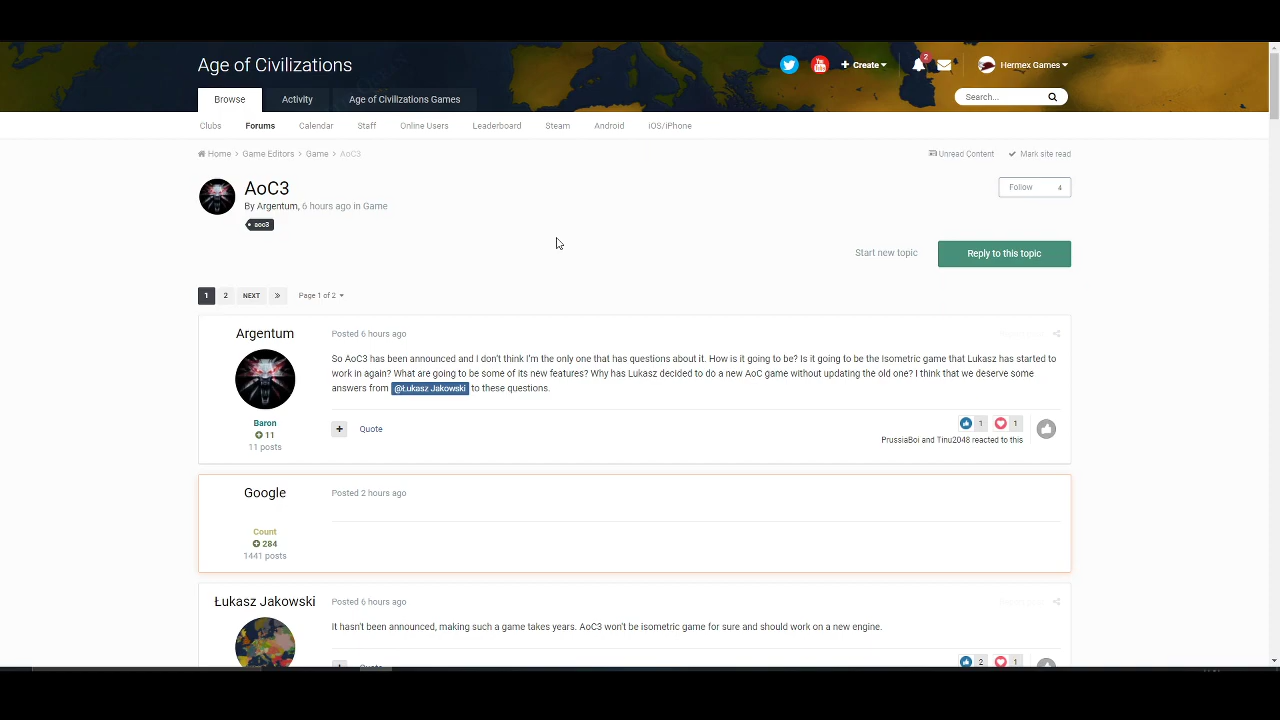 Age of Civilizations
Create
2
Hermex Games
Browse
Activity
Age of Civilizations Games
Search...
Clubs
Forums
Calendar
Staff
Online Users
Leaderboard
Steam
Android
iOS/iPhone
Home > Game Editors > Game > AoC3
Unread Content
Mark site read
AoC3
By Argentum, 6 hours ago in Game
aoc3
Follow 4
Start new topic
Reply to this topic
1 2 NEXT »
Page 1 of 2
Argentum
Baron
11
11 posts
Posted 6 hours ago
So AoC3 has been announced and I don't think I'm the only one that has questions about it. How is it going to be? Is it going to be the Isometric game that Lukasz has started to
work in again? What are going to be some of its new features? Why has Lukasz decided to do a new AoC game without updating the old one? I think that we deserve some
answers from @Łukasz Jakowski to these questions.
+ Quote
1 1
PrussiaBoi and Tinu2048 reacted to this
Google
Count
284
1441 posts
Posted 2 hours ago
Łukasz Jakowski
Posted 6 hours ago
It hasn't been announced, making such a game takes years. AoC3 won't be isometric game for sure and should work on a new engine.
Quote
2 1